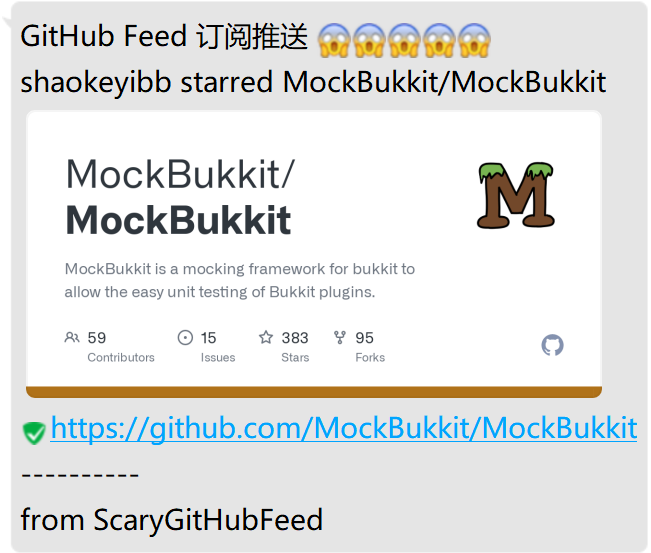 GitHub Feed 订阅推送 😱😱😱😱😱
shaokeyibb starred MockBukkit/MockBukkit
MockBukkit/
MockBukkit
M
MockBukkit is a mocking framework for bukkit to
allow the easy unit testing of Bukkit plugins.
59 15 383 95
Contributors Issues Stars Forks
https://github.com/MockBukkit/MockBukkit
----------
from ScaryGitHubFeed